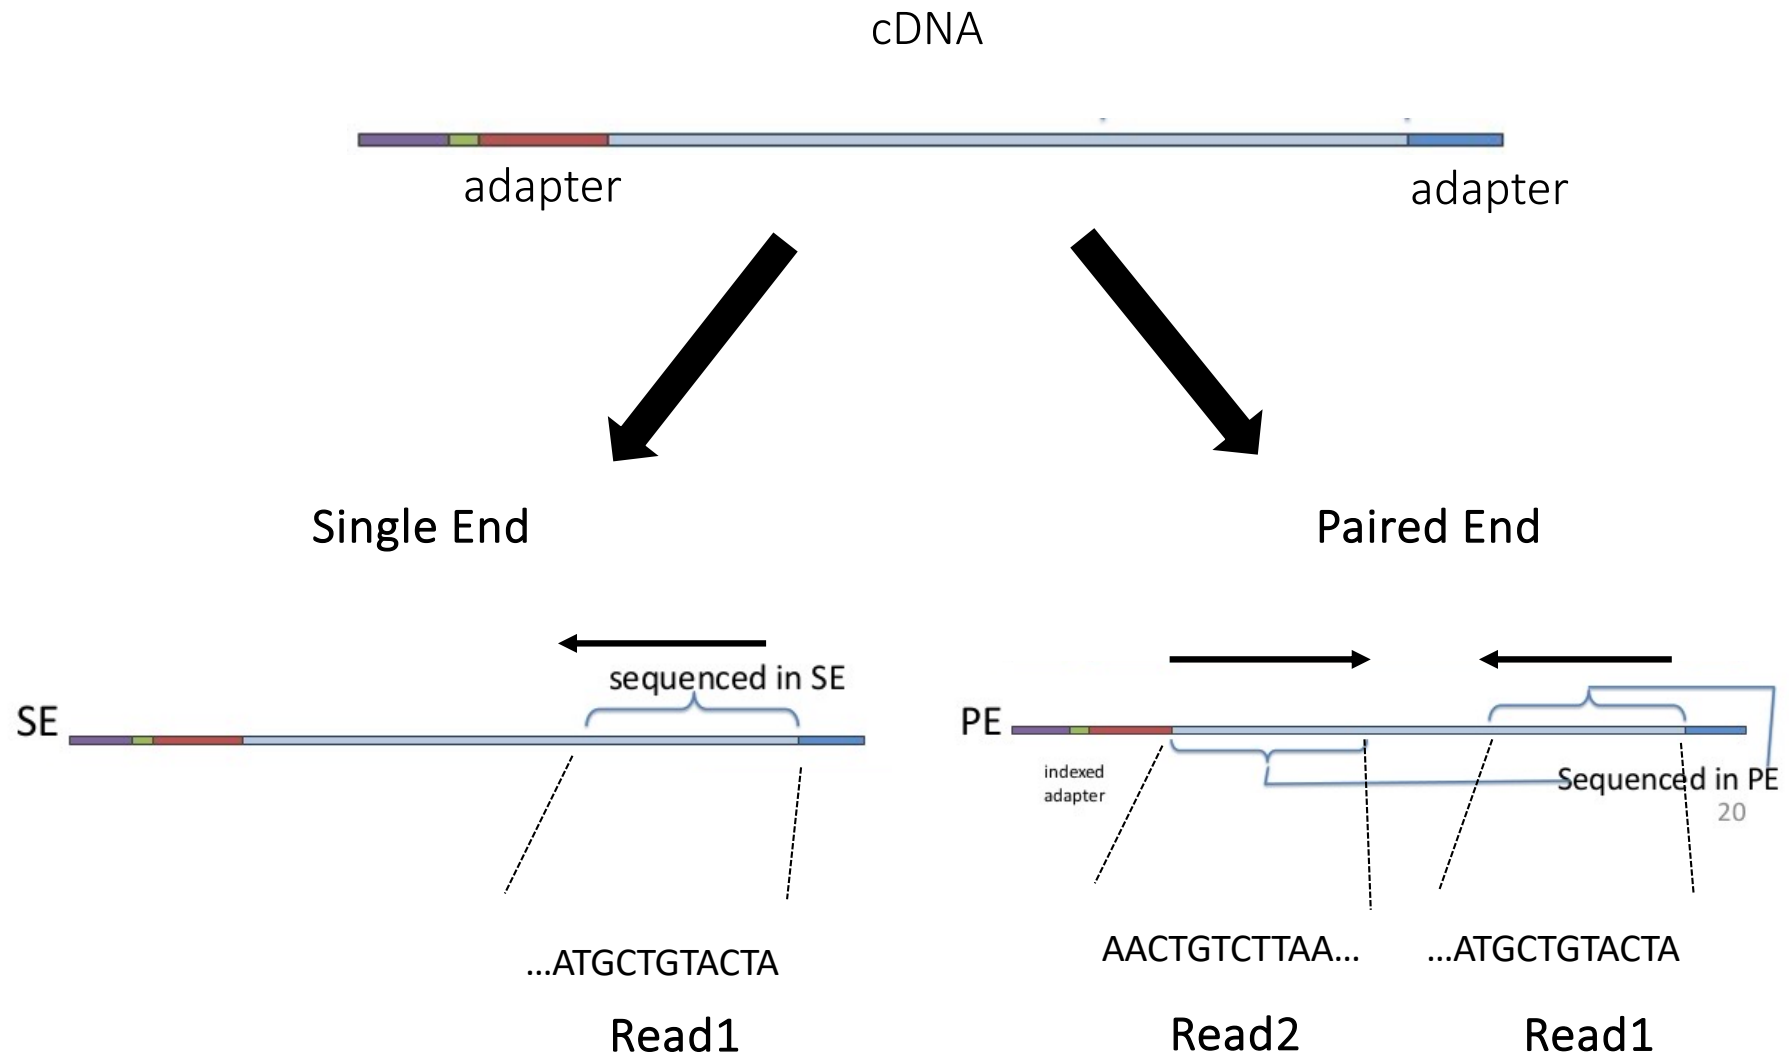 cDNA
adapter
adapter
Single End
Paired End
sequenced in SE
SE
PE
indexed
adapter
Sequenced in PE
20
...ATGCTGTACTA
AACTGTCTTAA...
...ATGCTGTACTA
Read1
Read2
Read1